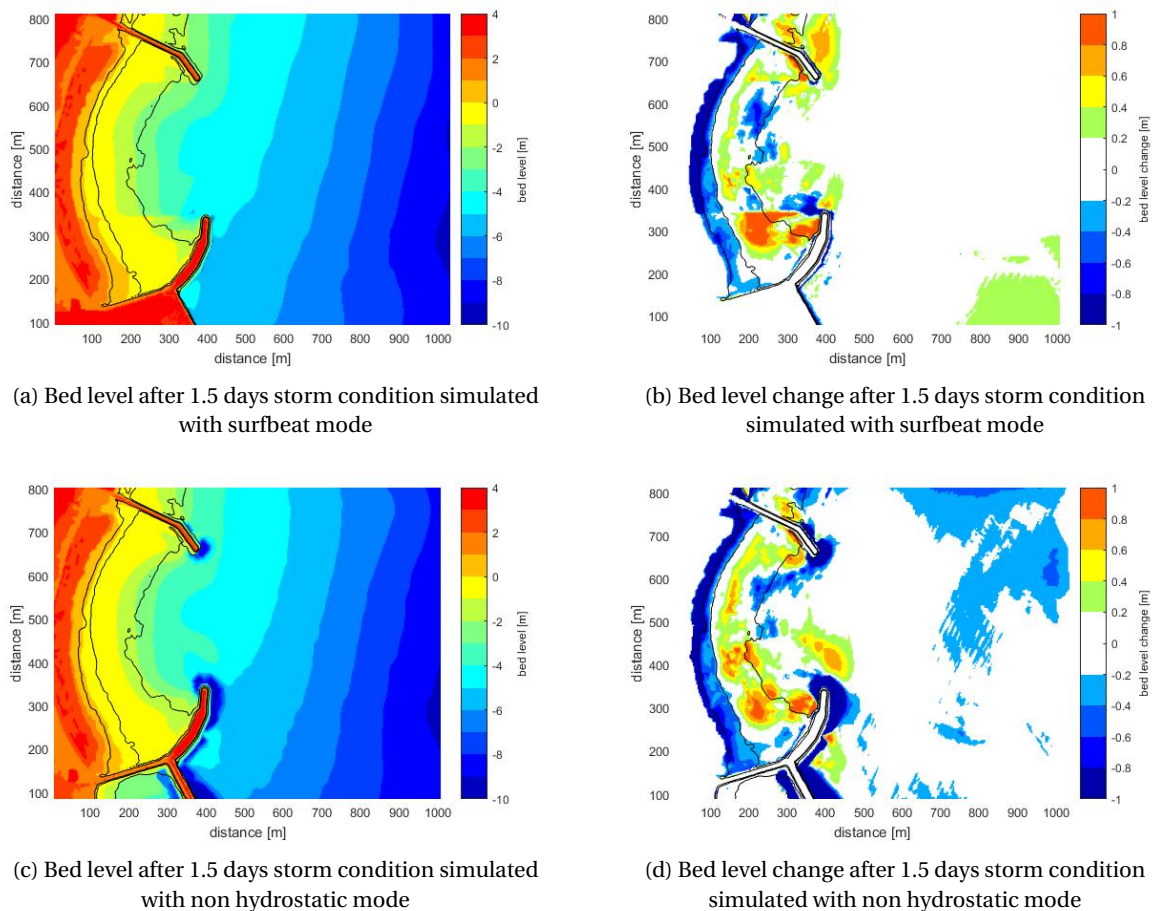 800
700
600
500
400
300
200
100
distance [m]
100 200 300 400 500 600 700 800 900 1000
distance [m]
4
2
0
-2
-4
-6
-8
-10
bed level [m]
800
700
600
500
400
300
200
100
distance [m]
100 200 300 400 500 600 700 800 900 1000
distance [m]
1
0.8
0.6
0.4
0.2
0
-0.2
-0.4
-0.6
-0.8
-1
bed level change [m]
(a) Bed level after 1.5 days storm condition simulated
with surfbeat mode
(b) Bed level change after 1.5 days storm condition
simulated with surfbeat mode
800
700
600
500
400
300
200
100
distance [m]
100 200 300 400 500 600 700 800 900 1000
distance [m]
4
2
0
-2
-4
-6
-8
-10
bed level [m]
800
700
600
500
400
300
200
100
distance [m]
100 200 300 400 500 600 700 800 900 1000
distance [m]
1
0.8
0.6
0.4
0.2
0
-0.2
-0.4
-0.6
-0.8
-1
bed level change [m]
(c) Bed level after 1.5 days storm condition simulated
with non hydrostatic mode
(d) Bed level change after 1.5 days storm condition
simulated with non hydrostatic mode